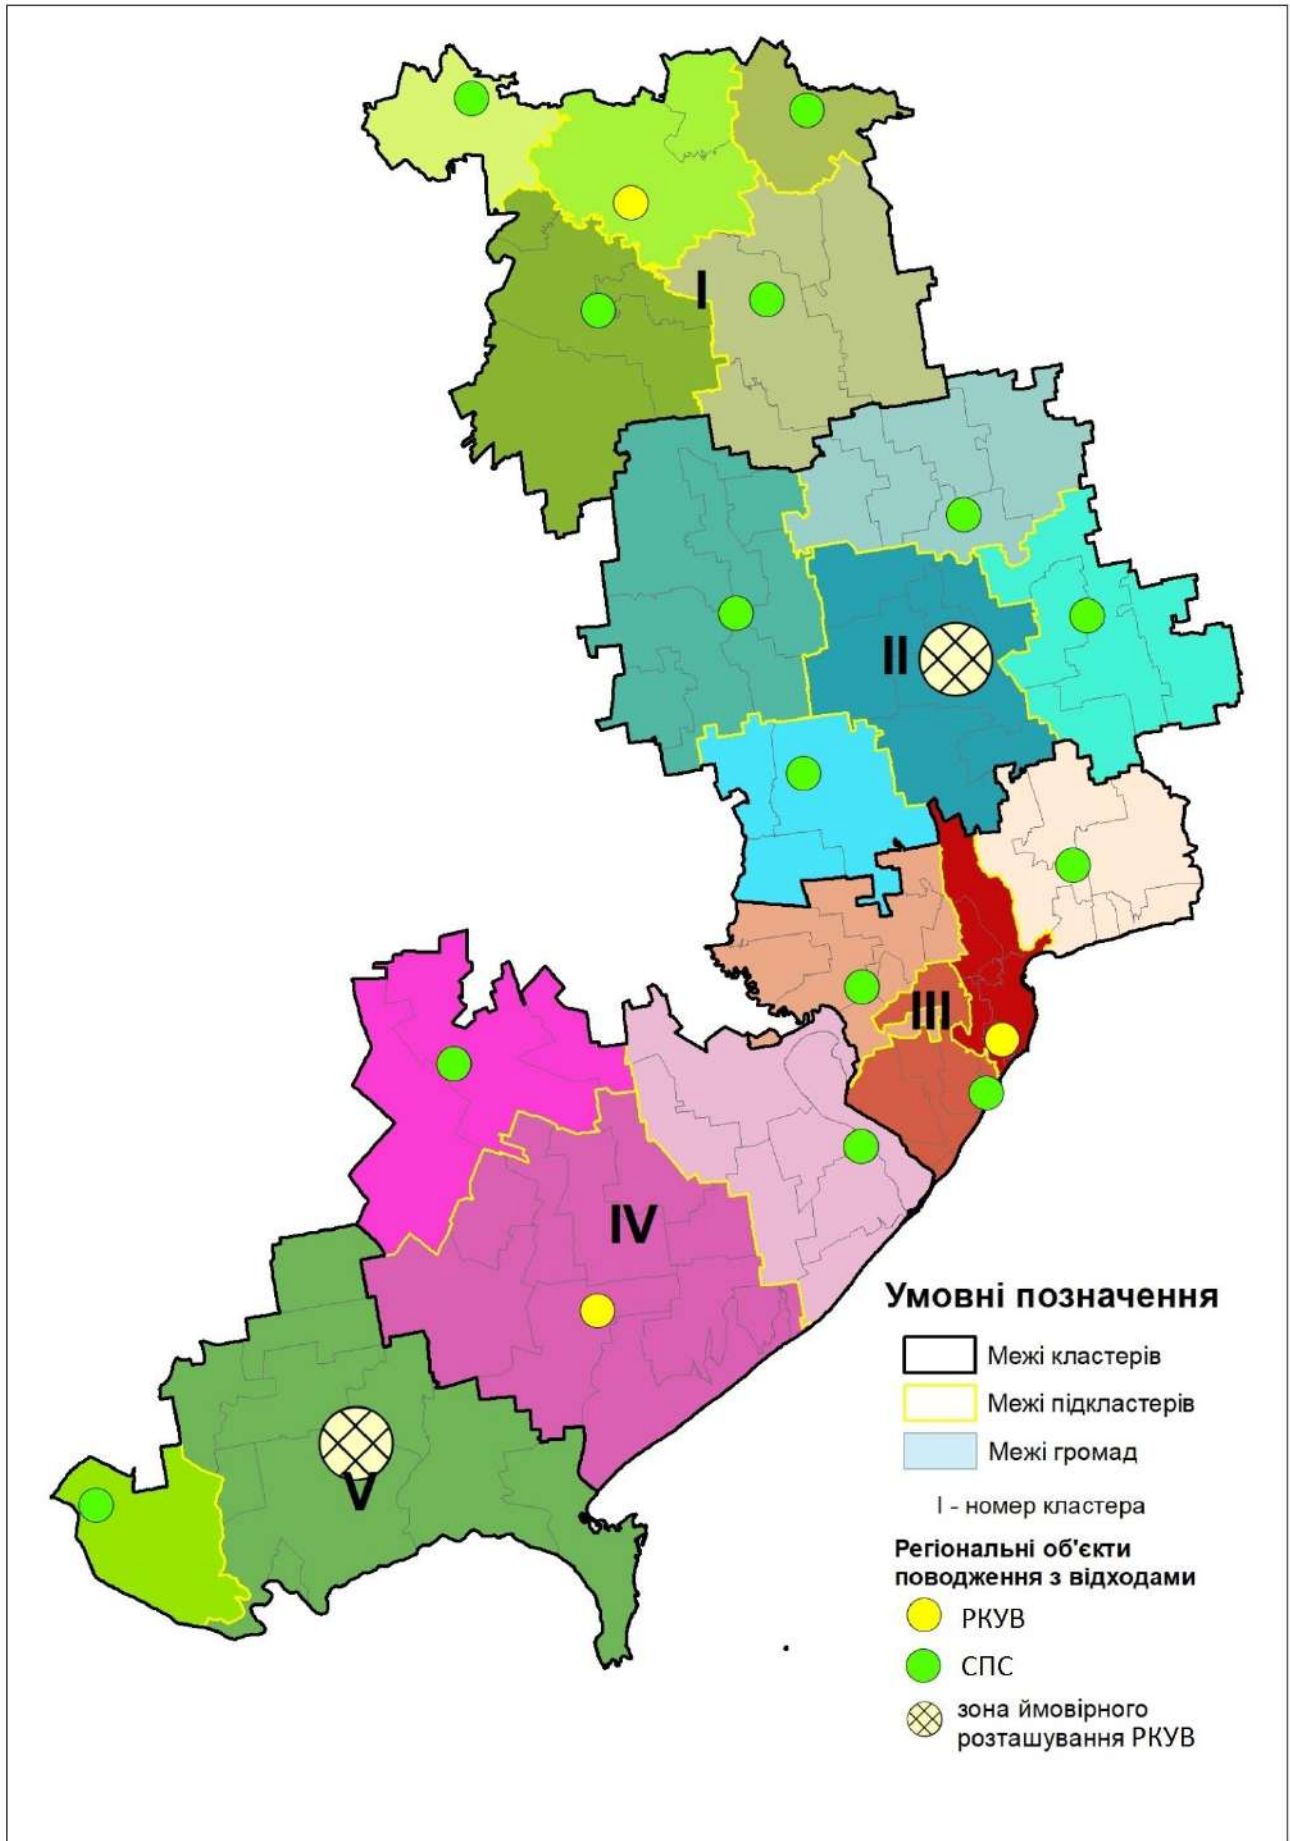 I
II
III
IV
V
Умовні позначення
Межі кластерів
Межі підкластерів
Межі громад
I - номер кластера
Регіональні об'єкти
поводження з відходами
РКУВ
СПС
зона ймовірного
розташування РКУВ